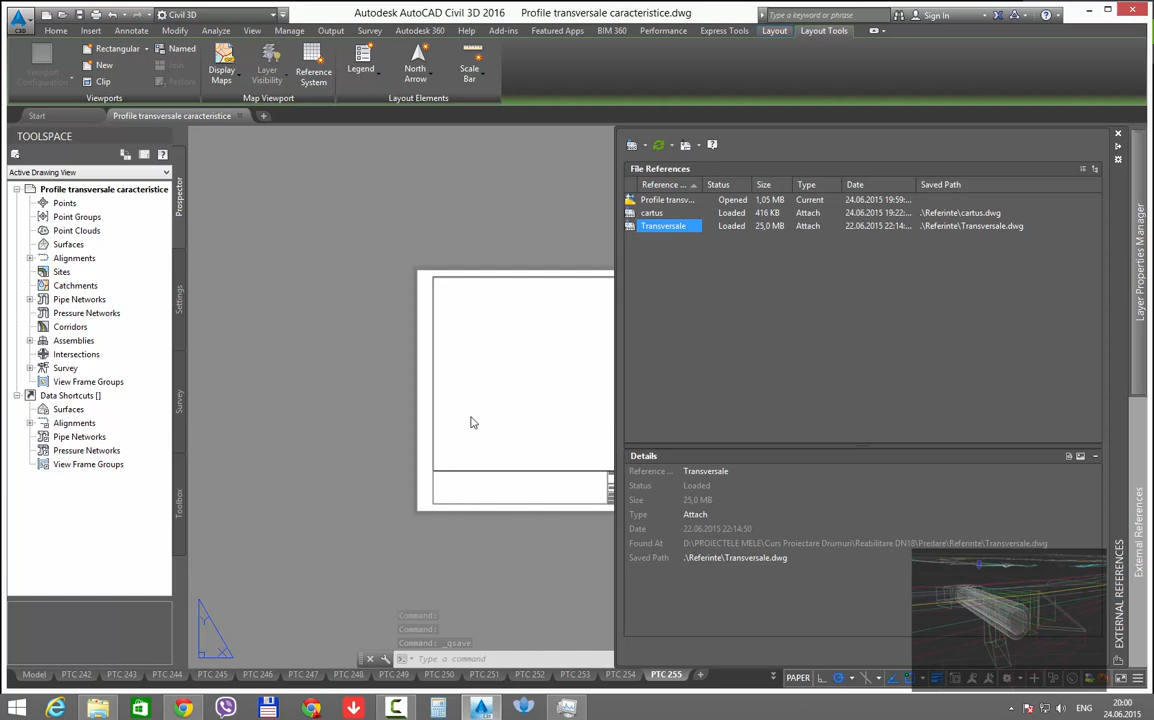 C3D
Civil 3D
Autodesk AutoCAD Civil 3D 2016 Profile transversale caracteristice.dwg
Type a keyword or phrase
Sign In
Home Insert Annotate Modify Analyze View Manage Output Survey Autodesk 360 Help Add-ins Featured Apps BIM 360 Performance Express Tools Layout Layout Tools
Viewport Configuration
Rectangular
New
Clip
Named
Join
Restore
Display Maps
Layer Visibility
Reference System
Legend
North Arrow
Scale Bar
Viewports
Map Viewport
Layout Elements
Start
Profile transversale caracteristice
TOOLSPACE
Active Drawing View
Profile transversale caracteristice
Points
Point Groups
Point Clouds
Surfaces
Alignments
Sites
Catchments
Pipe Networks
Pressure Networks
Corridors
Assemblies
Intersections
Survey
View Frame Groups
Data Shortcuts []
Surfaces
Alignments
Pipe Networks
Pressure Networks
View Frame Groups
Prospector
Settings
Survey
Toolbox
File References
Reference ... Status Size Type Date Saved Path
Profile transv... Opened 1,05 MB Current 24.06.2015 19:59:...
cartus Loaded 416 KB Attach 24.06.2015 19:22:... .\Referinte\cartus.dwg
Transversale Loaded 25,0 MB Attach 22.06.2015 22:14:... .\Referinte\Transversale.dwg
Details
Reference ... Transversale
Status Loaded
Size 25,0 MB
Type Attach
Date 22.06.2015 22:14:50
Found At D:\PROIECTELE MELE\Curs Proiectare Drumuri\Reabilitare DN18\Predare\Referinte\Transversale.dwg
Saved Path .\Referinte\Transversale.dwg
EXTERNAL REFERENCES
Layer Properties Manager
External References
Command:
Command:
Command: _qsave
Type a command
Y
X
Model PTC 242 PTC 243 PTC 244 PTC 245 PTC 246 PTC 247 PTC 248 PTC 249 PTC 250 PTC 251 PTC 252 PTC 253 PTC 254 PTC 255
PAPER
ENG
20:00
24.06.2015